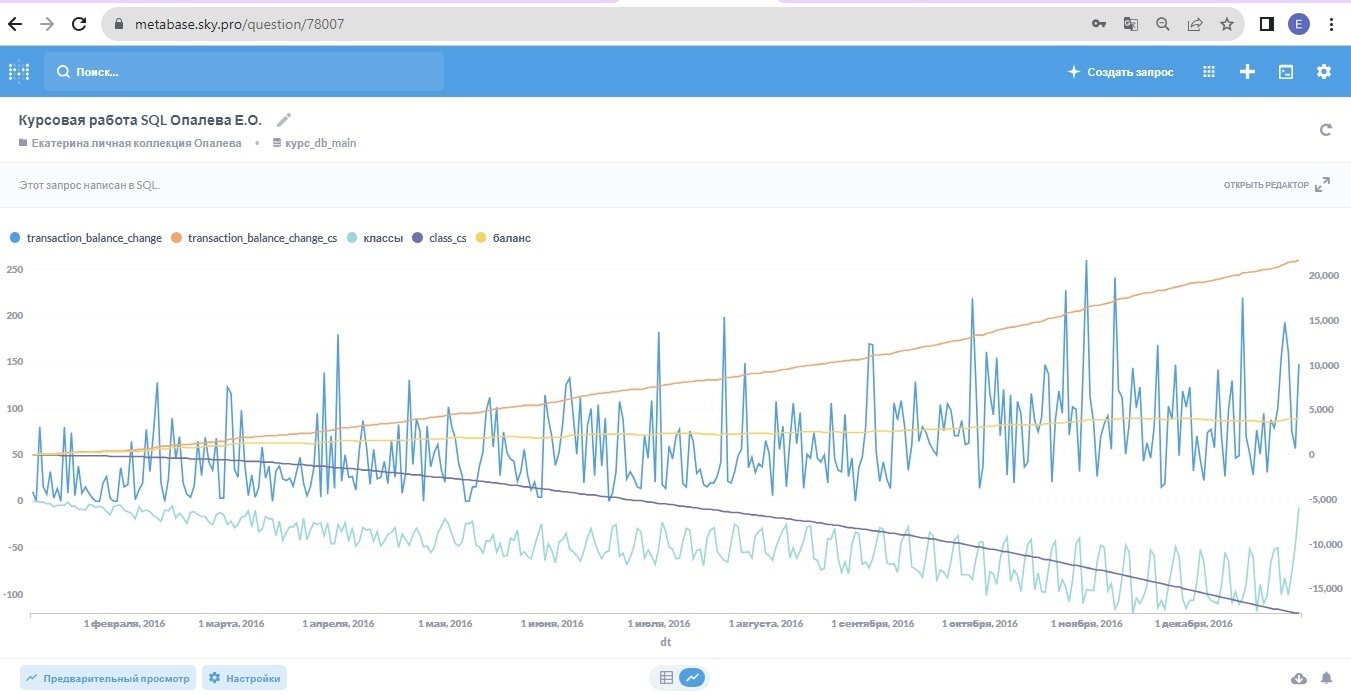 metabase.sky.pro/question/78007
E
Поиск...
Создать запрос
Курсовая работа SQL Опалева Е.О.
Екатерина личная коллекция Опалева • курс_db_main
Этот запрос написан в SQL.
ОТКРЫТЬ РЕДАКТОР
transaction_balance_change transaction_balance_change_cs классы class_cs баланс
250
200
150
100
50
0
-50
-100
20,000
15,000
10,000
5,000
0
-5,000
-10,000
-15,000
1 февраля, 2016 1 марта, 2016 1 апреля, 2016 1 мая, 2016 1 июня, 2016 1 июля, 2016 1 августа, 2016 1 сентября, 2016 1 октября, 2016 1 ноября, 2016 1 декабря, 2016
dt
Предварительный просмотр Настройки